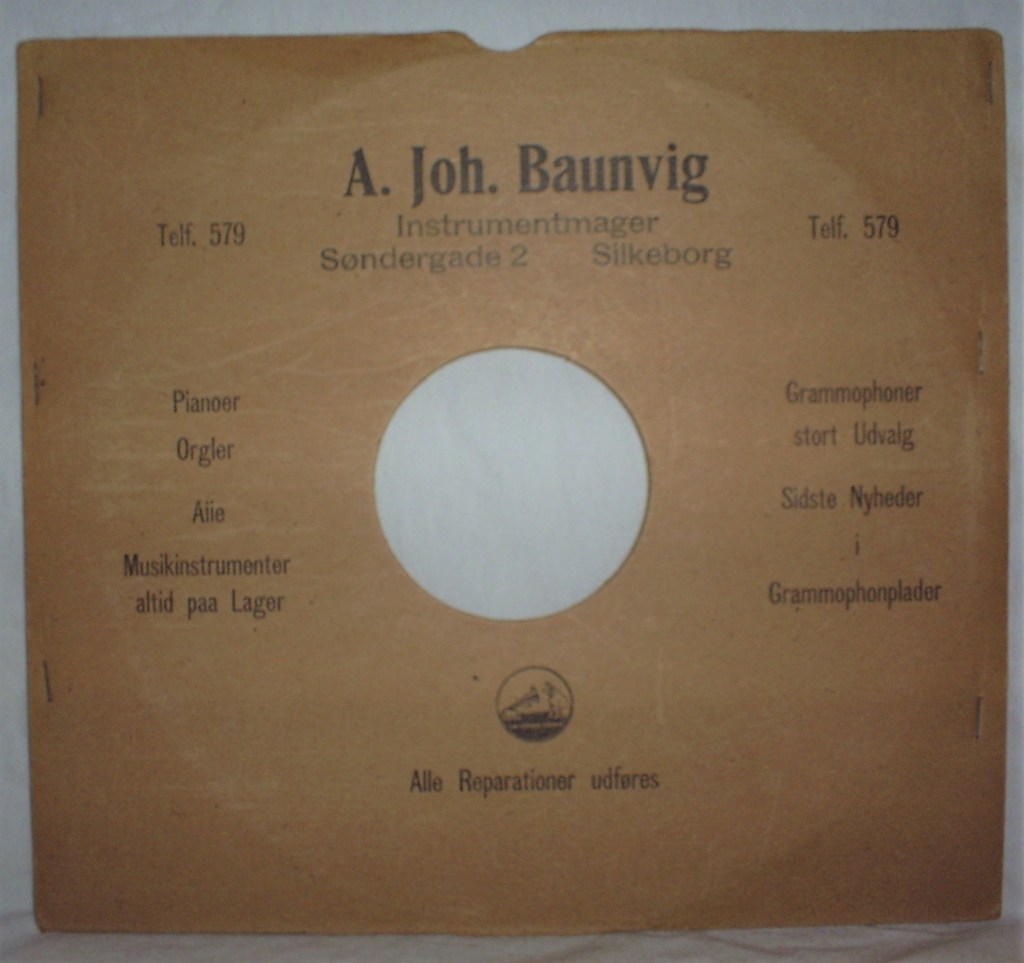 A. Joh. Baunvig
Instrumentmager
Søndergade 2 Silkeborg
Telf. 579
Telf. 579
Pianoer
Orgler
Alle
Musikinstrumenter
altid paa Lager
Grammophoner
stort Udvalg
Sidste Nyheder
i
Grammophonplader
Alle Reparationer udføres